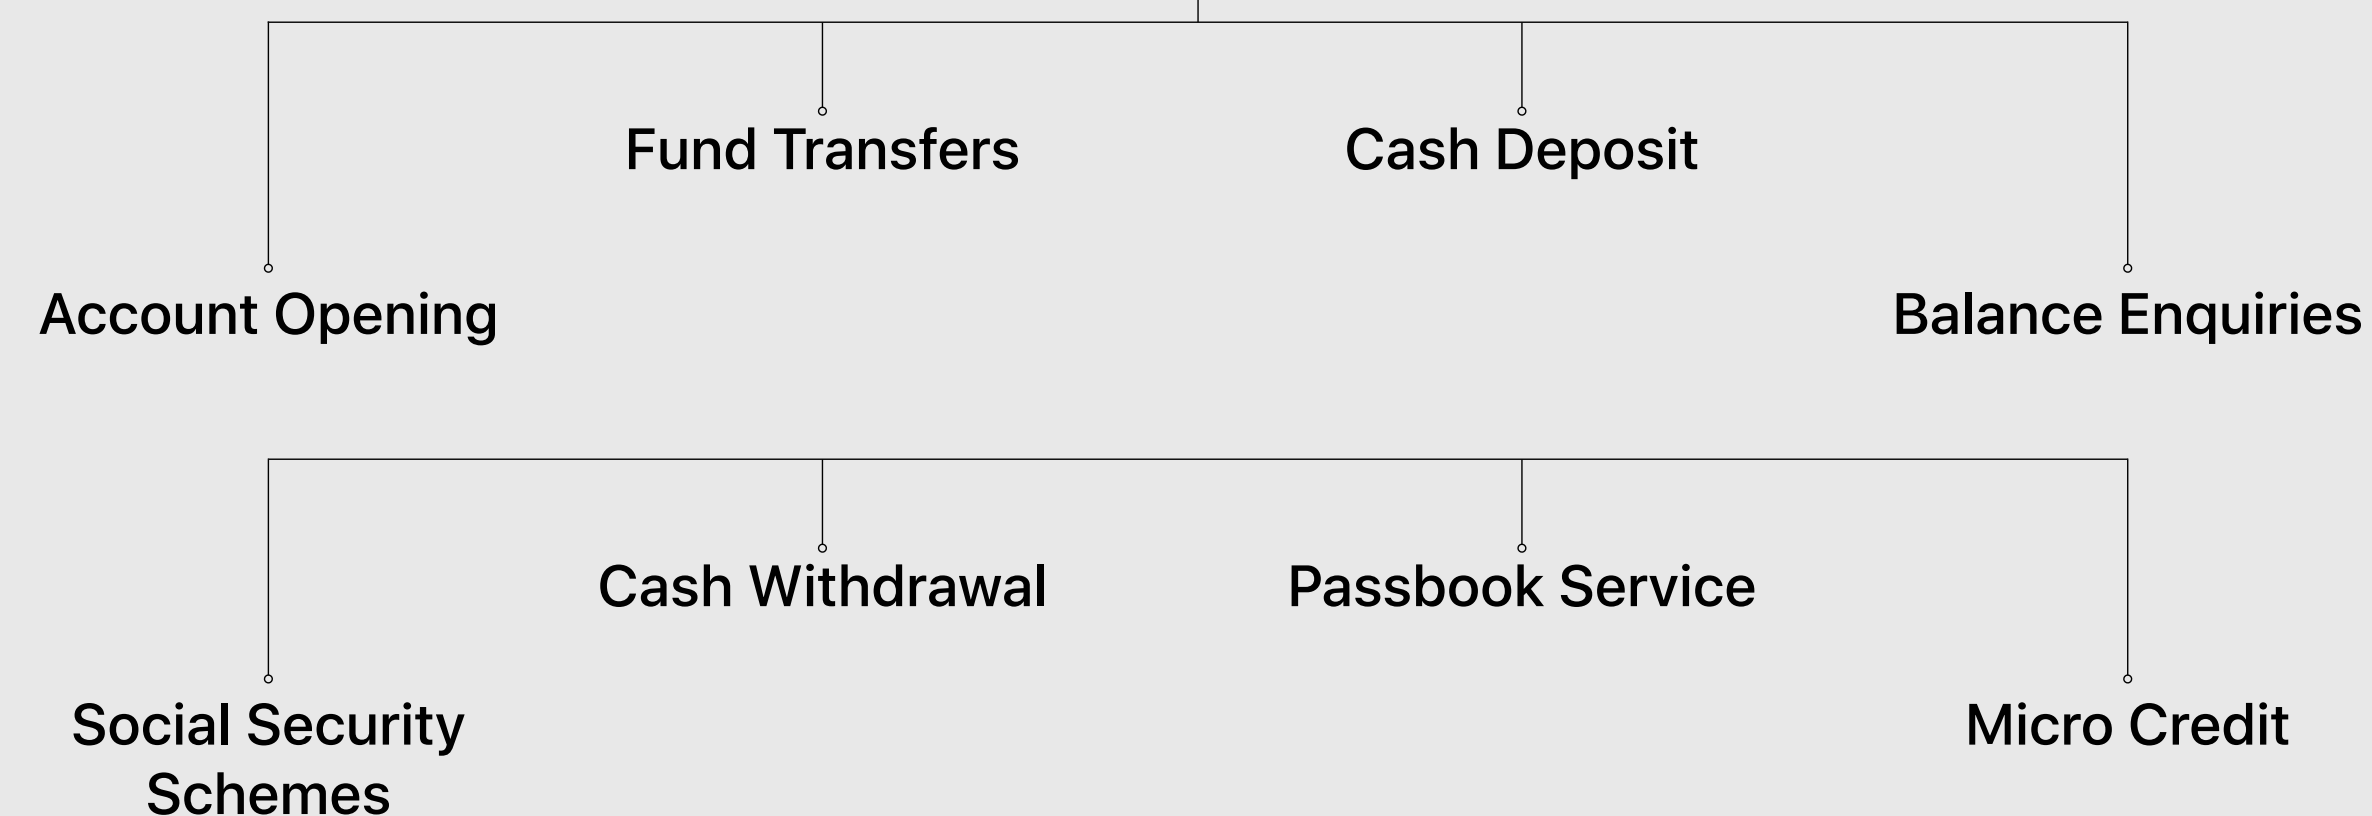 Fund Transfers
Cash Deposit
Account Opening
Balance Enquiries
Cash Withdrawal
Passbook Service
Social Security
Schemes
Micro Credit